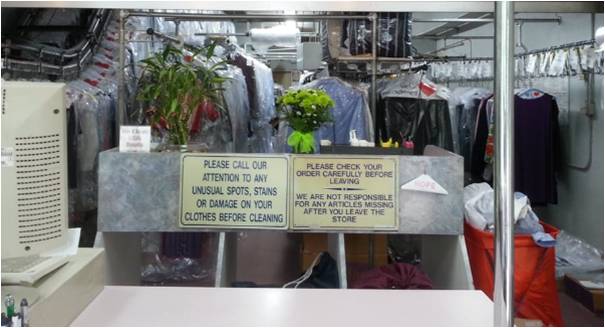 PLEASE CALL OUR
ATTENTION TO ANY
UNUSUAL SPOTS, STAINS
OR DAMAGE ON YOUR
CLOTHES BEFORE CLEANING
PLEASE CHECK YOUR
ORDER CAREFULLY BEFORE
LEAVING
WE ARE NOT RESPONSIBLE
FOR ANY ARTICLES MISSING
AFTER YOU LEAVE THE
STORE
HOPE